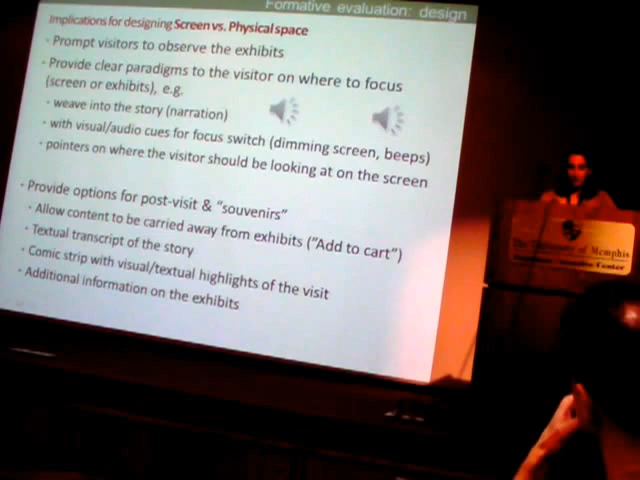 Formative evaluation: design
Implications for designing Screen vs. Physical space
· Prompt visitors to observe the exhibits
· Provide clear paradigms to the visitor on where to focus
(screen or exhibits), e.g.
· weave into the story (narration)
· with visual/audio cues for focus switch (dimming screen, beeps)
· pointers on where the visitor should be looking at on the screen
· Provide options for post-visit & “souvenirs”
· Allow content to be carried away from exhibits (“Add to cart”)
· Textual transcript of the story
· Comic strip with visual/textual highlights of the visit
· Additional information on the exhibits
The University of Memphis
Center